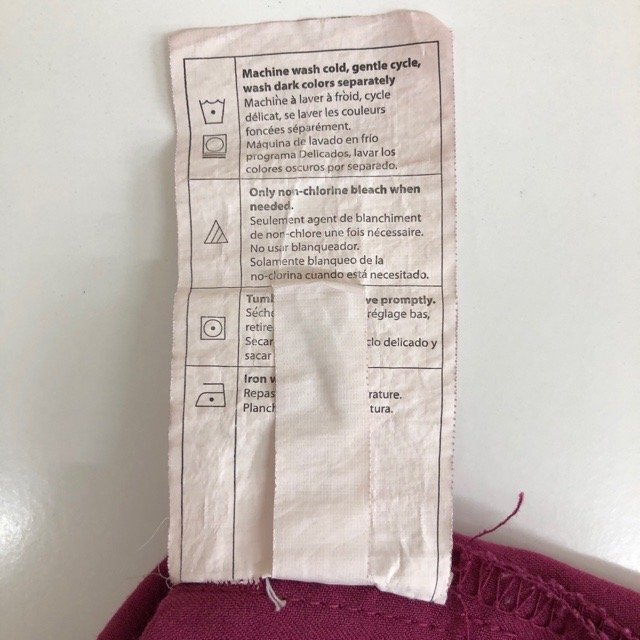 Machine wash cold, gentle cycle,
wash dark colors separately
Machine à laver à froid, cycle
délicat, se laver les couleurs
foncées séparément.
Máquina de lavado en frío
programa Delicados, lavar los
colores oscuros por separado.
Only non-chlorine bleach when
needed.
Seulement agent de blanchiment
de non-chlore une fois nécessaire.
No usar blanqueador.
Solamente blanqueo de la
no-clorina cuando está necesitado.
Tumb ve promptly.
Sécho réglage bas,
retire
Secar clo delicado y
sacar
Iron w
Repas rature.
Planch tura.